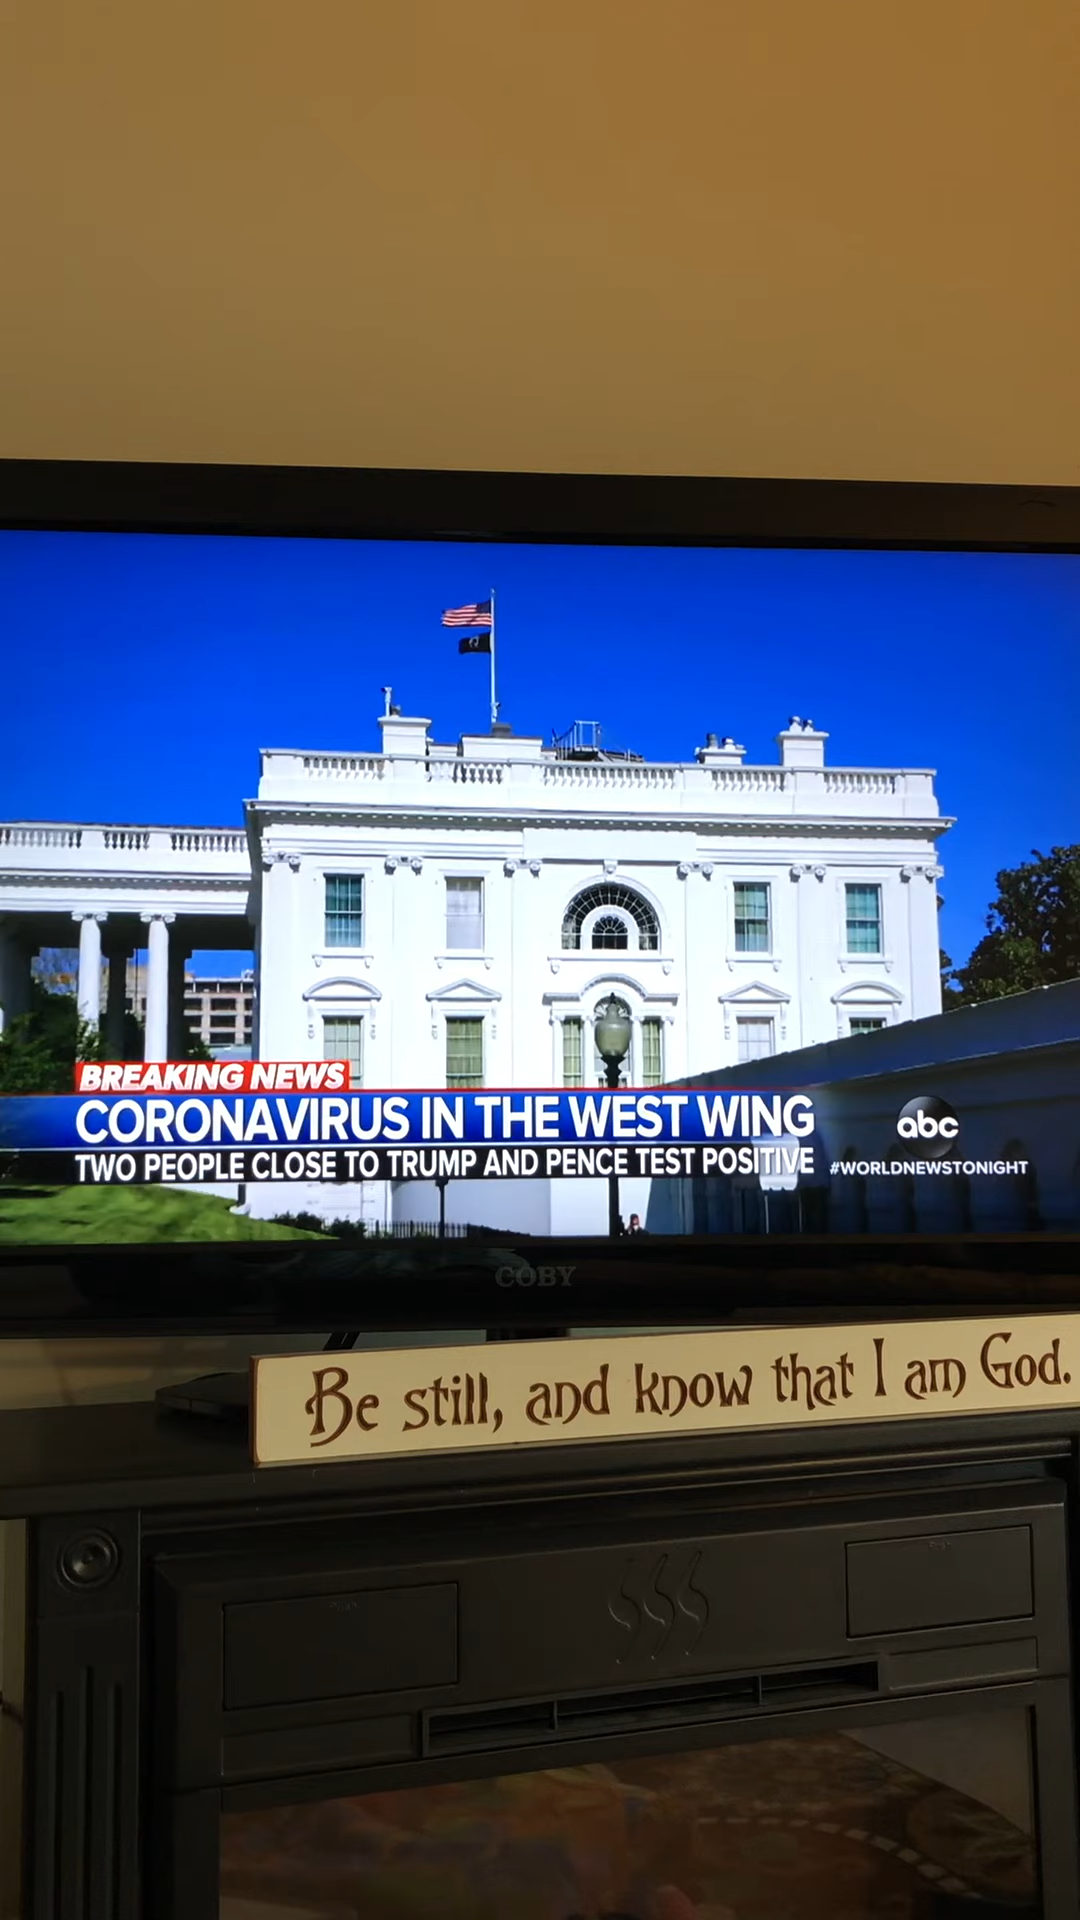 BREAKING NEWS
CORONAVIRUS IN THE WEST WING
abc
TWO PEOPLE CLOSE TO TRUMP AND PENCE TEST POSITIVE
#WORLDNEWSTONIGHT
COBY
Be still, and know that I am God.